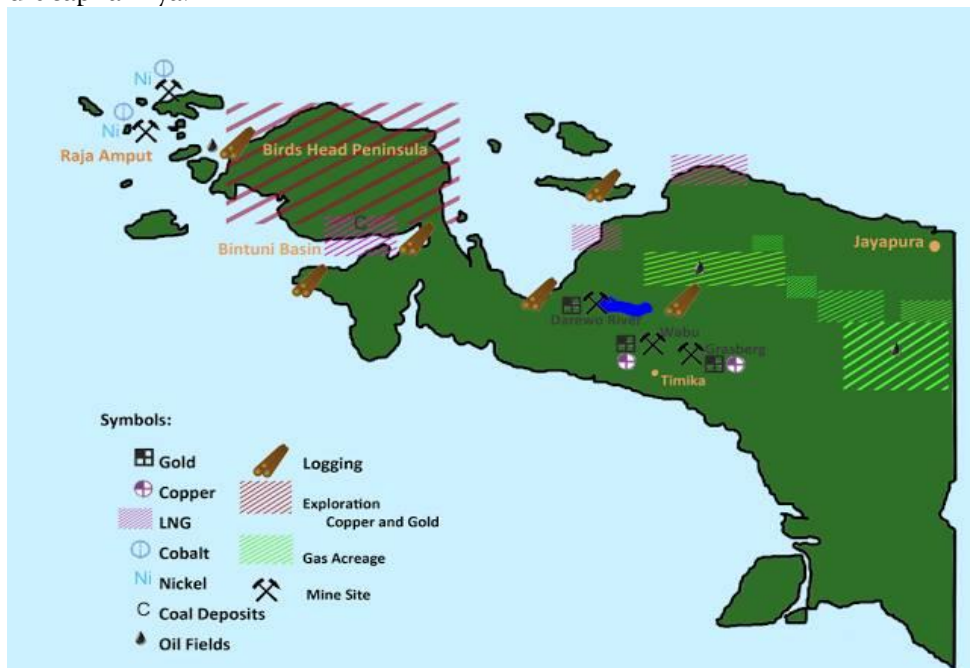 Ni
Ni
Raja Amput
Birds Head Peninsula
C
Bintuni Basin
Jayapura
Darewo River
Wabu
Grasberg
Timika
Symbols:
Gold
Copper
LNG
Cobalt
Ni Nickel
C Coal Deposits
Oil Fields
Logging
Exploration
Copper and Gold
Gas Acreage
Mine Site